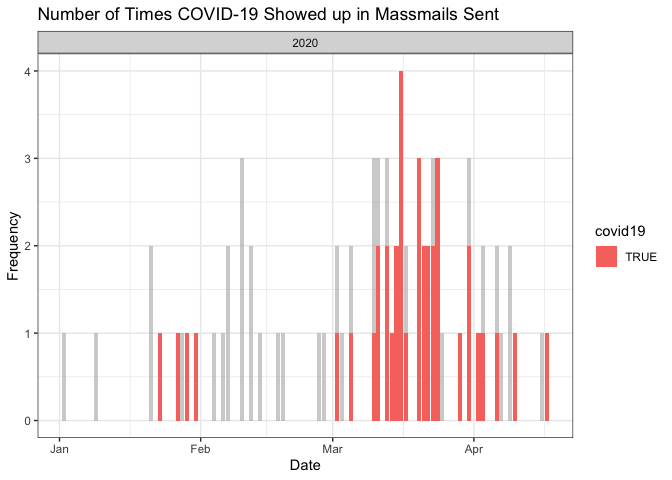 Number of Times COVID-19 Showed up in Massmails Sent
2020
4
3
2
1
0
Frequency
Jan Feb Mar Apr
Date
covid19
TRUE